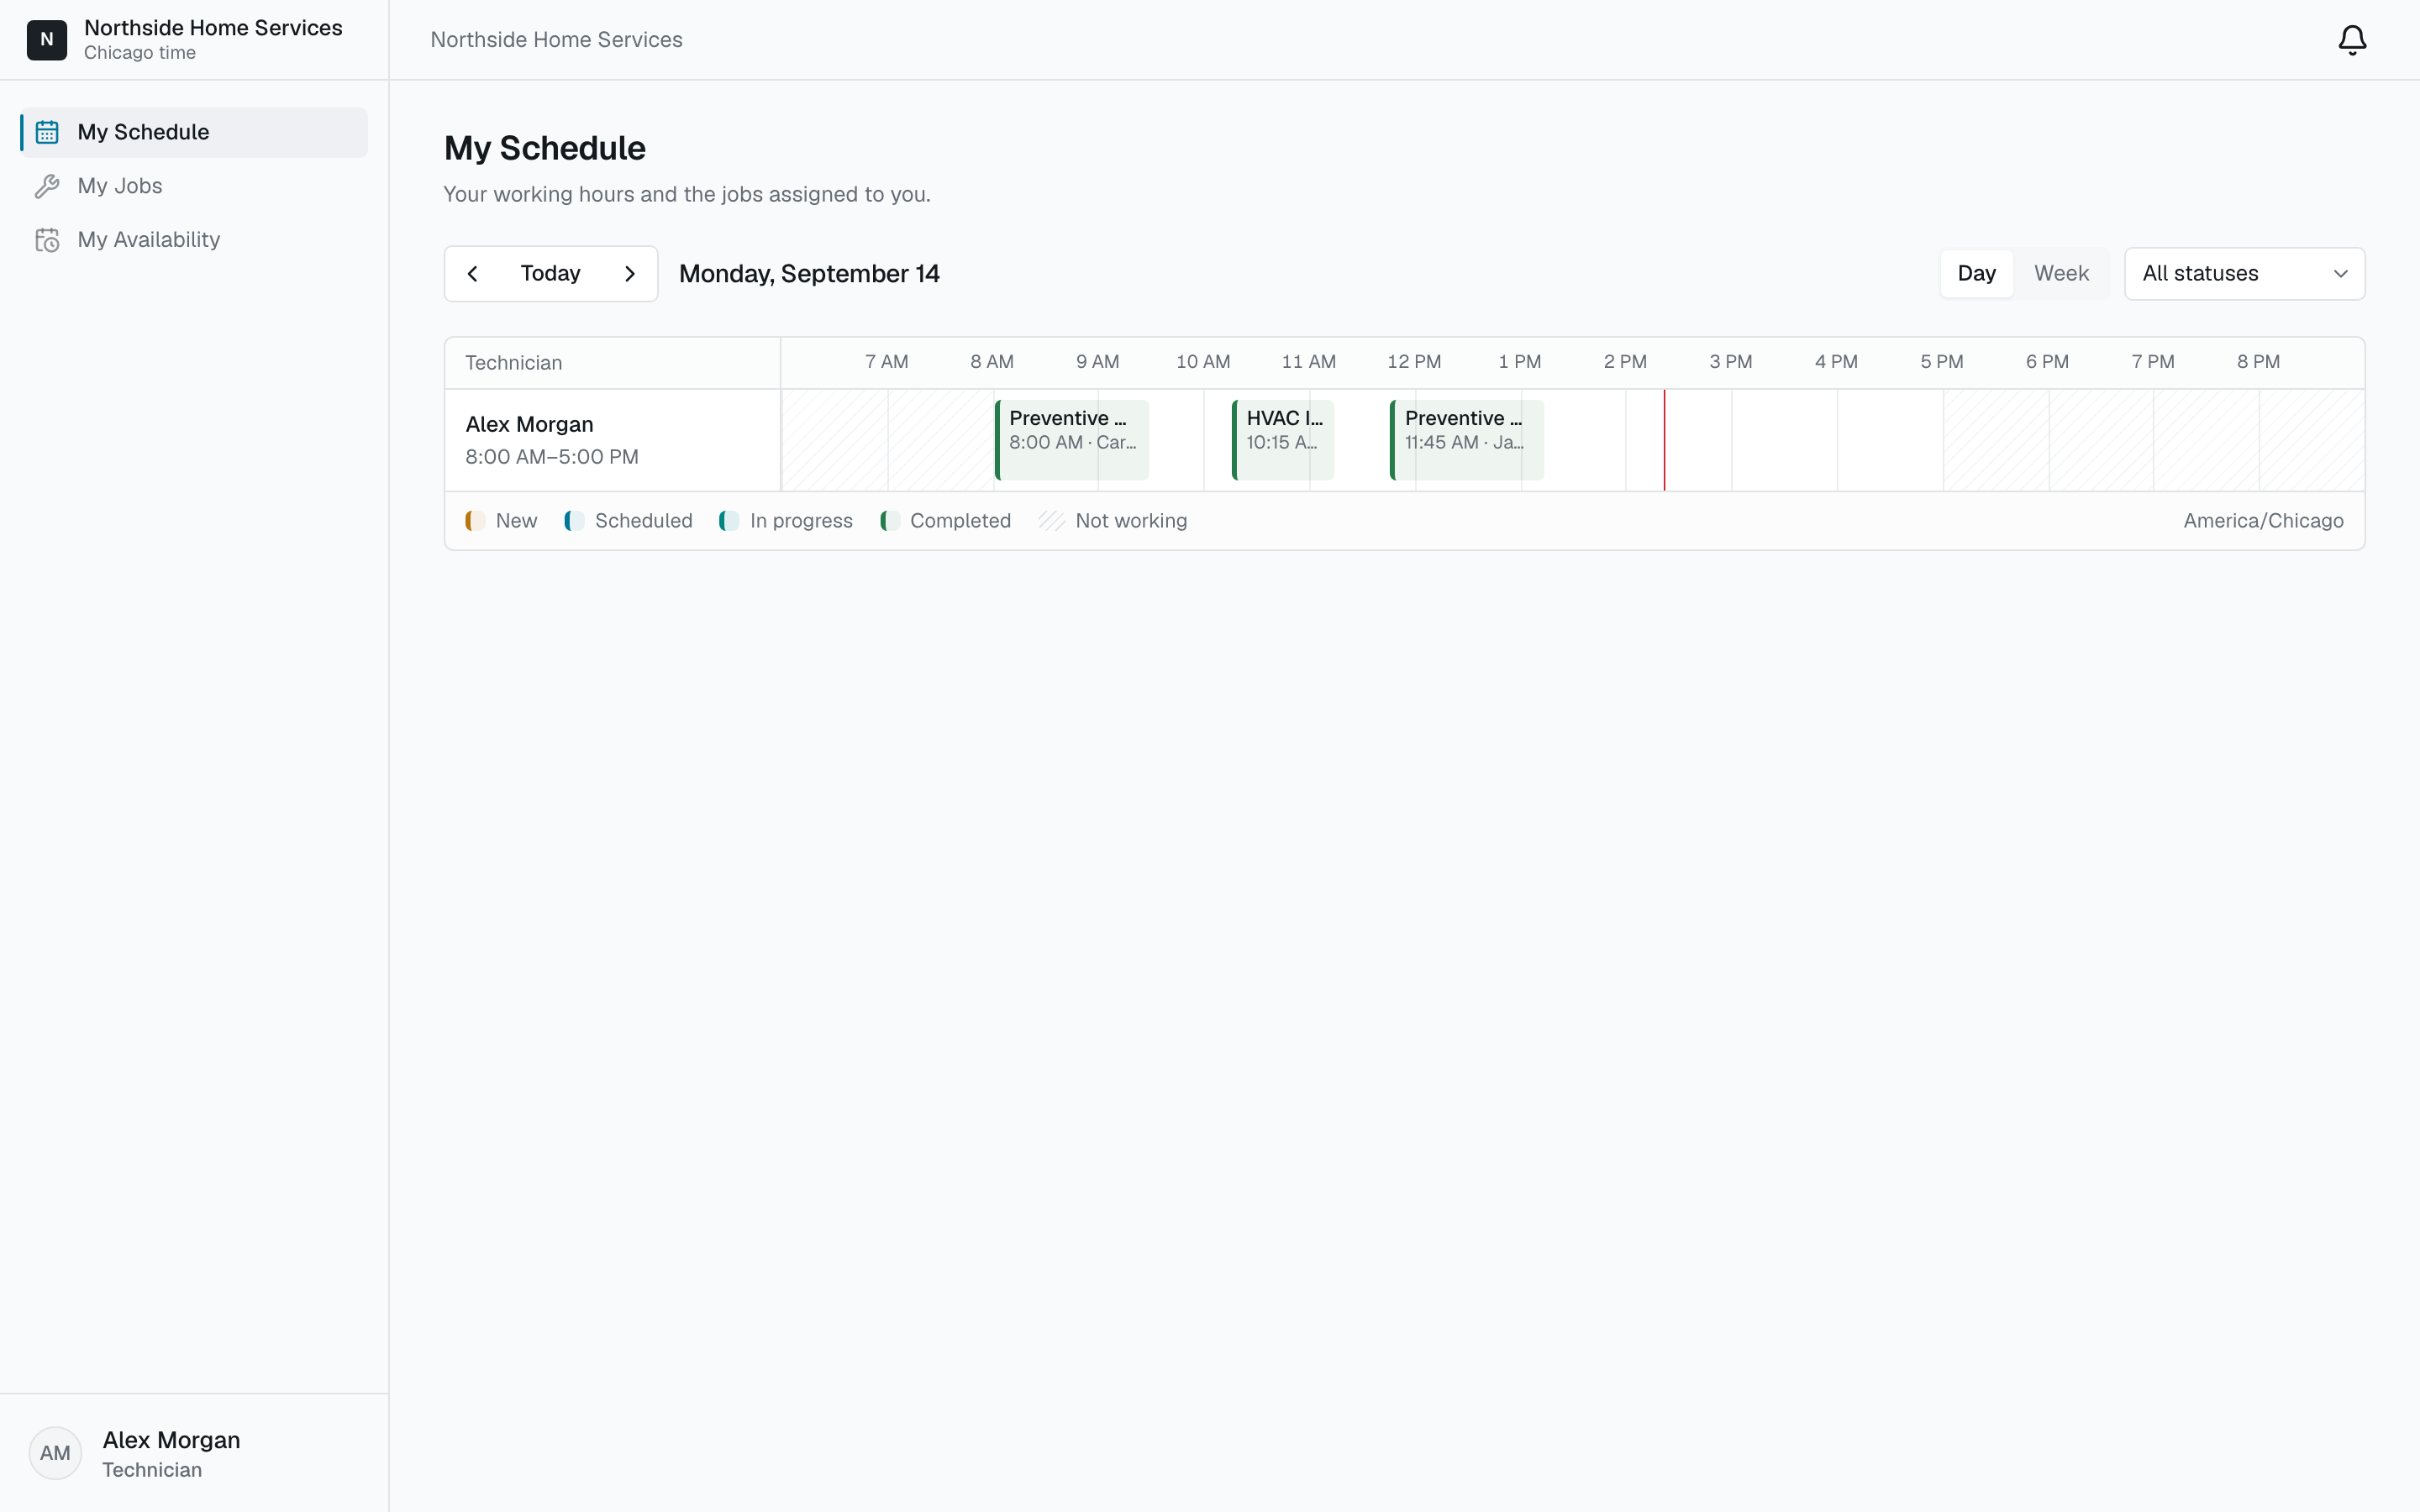 N
Northside Home Services
Chicago time
Northside Home Services
My Schedule
My Jobs
My Availability
My Schedule
Your working hours and the jobs assigned to you.
Today
Monday, September 14
Day
Week
All statuses
Technician
7 AM
8 AM
9 AM
10 AM
11 AM
12 PM
1 PM
2 PM
3 PM
4 PM
5 PM
6 PM
7 PM
8 PM
Alex Morgan
8:00 AM–5:00 PM
Preventive ...
8:00 AM · Car...
HVAC I...
10:15 A...
Preventive ...
11:45 AM · Ja...
New
Scheduled
In progress
Completed
Not working
America/Chicago
AM
Alex Morgan
Technician